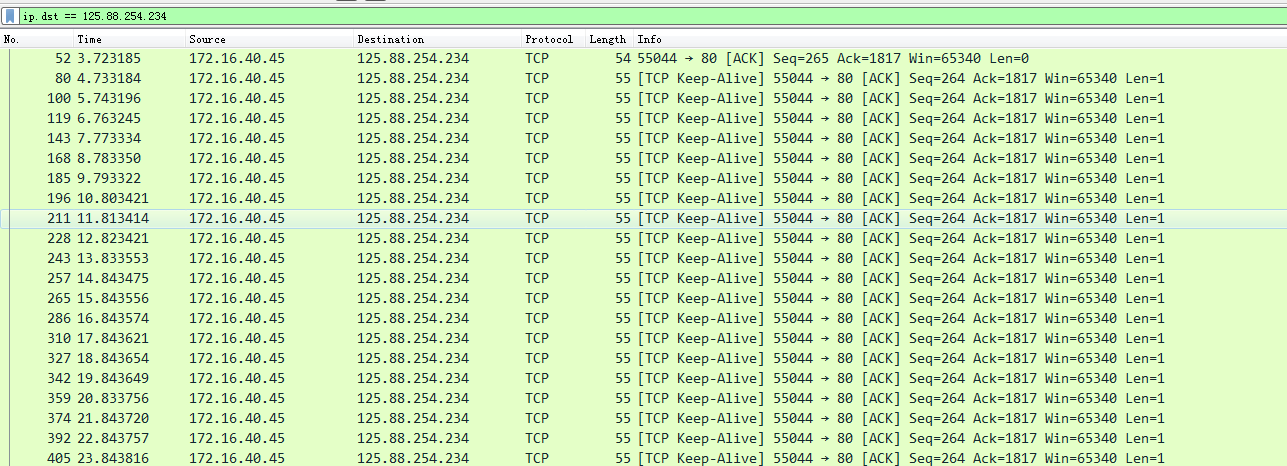 ip.dst == 125.88.254.234
No. Time Source Destination Protocol Length Info
52 3.723185 172.16.40.45 125.88.254.234 TCP 54 55044 → 80 [ACK] Seq=265 Ack=1817 Win=65340 Len=0
80 4.733184 172.16.40.45 125.88.254.234 TCP 55 [TCP Keep-Alive] 55044 → 80 [ACK] Seq=264 Ack=1817 Win=65340 Len=1
100 5.743196 172.16.40.45 125.88.254.234 TCP 55 [TCP Keep-Alive] 55044 → 80 [ACK] Seq=264 Ack=1817 Win=65340 Len=1
119 6.763245 172.16.40.45 125.88.254.234 TCP 55 [TCP Keep-Alive] 55044 → 80 [ACK] Seq=264 Ack=1817 Win=65340 Len=1
143 7.773334 172.16.40.45 125.88.254.234 TCP 55 [TCP Keep-Alive] 55044 → 80 [ACK] Seq=264 Ack=1817 Win=65340 Len=1
168 8.783350 172.16.40.45 125.88.254.234 TCP 55 [TCP Keep-Alive] 55044 → 80 [ACK] Seq=264 Ack=1817 Win=65340 Len=1
185 9.793322 172.16.40.45 125.88.254.234 TCP 55 [TCP Keep-Alive] 55044 → 80 [ACK] Seq=264 Ack=1817 Win=65340 Len=1
196 10.803421 172.16.40.45 125.88.254.234 TCP 55 [TCP Keep-Alive] 55044 → 80 [ACK] Seq=264 Ack=1817 Win=65340 Len=1
211 11.813414 172.16.40.45 125.88.254.234 TCP 55 [TCP Keep-Alive] 55044 → 80 [ACK] Seq=264 Ack=1817 Win=65340 Len=1
228 12.823421 172.16.40.45 125.88.254.234 TCP 55 [TCP Keep-Alive] 55044 → 80 [ACK] Seq=264 Ack=1817 Win=65340 Len=1
243 13.833553 172.16.40.45 125.88.254.234 TCP 55 [TCP Keep-Alive] 55044 → 80 [ACK] Seq=264 Ack=1817 Win=65340 Len=1
257 14.843475 172.16.40.45 125.88.254.234 TCP 55 [TCP Keep-Alive] 55044 → 80 [ACK] Seq=264 Ack=1817 Win=65340 Len=1
265 15.843556 172.16.40.45 125.88.254.234 TCP 55 [TCP Keep-Alive] 55044 → 80 [ACK] Seq=264 Ack=1817 Win=65340 Len=1
286 16.843574 172.16.40.45 125.88.254.234 TCP 55 [TCP Keep-Alive] 55044 → 80 [ACK] Seq=264 Ack=1817 Win=65340 Len=1
310 17.843621 172.16.40.45 125.88.254.234 TCP 55 [TCP Keep-Alive] 55044 → 80 [ACK] Seq=264 Ack=1817 Win=65340 Len=1
327 18.843654 172.16.40.45 125.88.254.234 TCP 55 [TCP Keep-Alive] 55044 → 80 [ACK] Seq=264 Ack=1817 Win=65340 Len=1
342 19.843649 172.16.40.45 125.88.254.234 TCP 55 [TCP Keep-Alive] 55044 → 80 [ACK] Seq=264 Ack=1817 Win=65340 Len=1
359 20.833756 172.16.40.45 125.88.254.234 TCP 55 [TCP Keep-Alive] 55044 → 80 [ACK] Seq=264 Ack=1817 Win=65340 Len=1
374 21.843720 172.16.40.45 125.88.254.234 TCP 55 [TCP Keep-Alive] 55044 → 80 [ACK] Seq=264 Ack=1817 Win=65340 Len=1
392 22.843757 172.16.40.45 125.88.254.234 TCP 55 [TCP Keep-Alive] 55044 → 80 [ACK] Seq=264 Ack=1817 Win=65340 Len=1
405 23.843816 172.16.40.45 125.88.254.234 TCP 55 [TCP Keep-Alive] 55044 → 80 [ACK] Seq=264 Ack=1817 Win=65340 Len=1